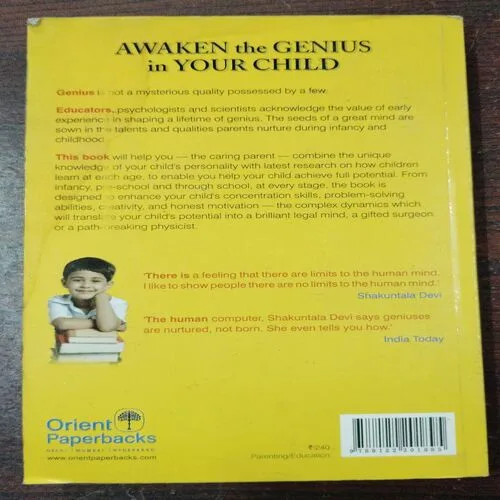 AWAKEN the GENIUS
in YOUR CHILD
Genius is not a mysterious quality possessed by a few.
Educators, psychologists and scientists acknowledge the value of early
experience in shaping a lifetime of genius. The seeds of a great mind are
sown in the talents and qualities parents nurture during infancy and
childhood
This book will help you — the caring parent — combine the unique
knowledge of your child's personality with latest research on how children
learn at each age, to enable you help your child achieve full potential. From
infancy, pre-school and through school, at every stage, the book is
designed to enhance your child's concentration skills, problem-solving
abilities, creativity, and honest motivation — the complex dynamics which
will translate your child's potential into a brilliant legal mind, a gifted surgeon
or a path-breaking physicist.
'There is a feeling that there are limits to the human mind.
I like to show people there are no limits to the human mind.'
Shakuntala Devi
'The human computer, Shakuntala Devi says geniuses
are nurtured, not born. She even tells you how.'
India Today
Orient
Paperbacks
DELHI | MUMBAI | HYDERABAD
www.orientpaperbacks.com
₹240
Parenting/Education